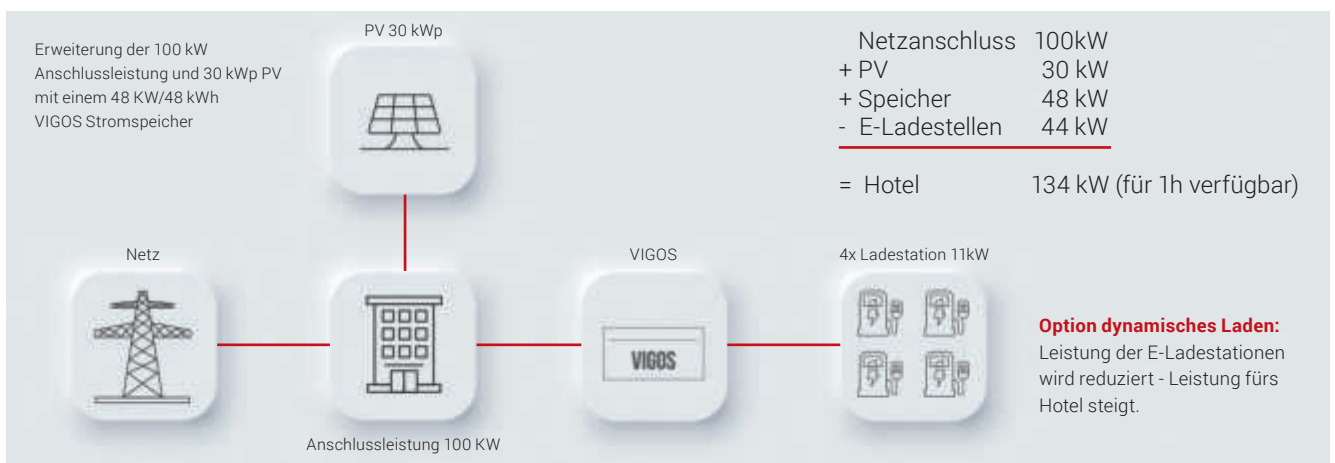 Erweiterung der 100 kW
Anschlussleistung und 30 kWp PV
mit einem 48 KW/48 kWh
VIGOS Stromspeicher
PV 30 kWp
Netzanschluss 100kW
+ PV 30 kW
+ Speicher 48 kW
- E-Ladestellen 44 kW
= Hotel 134 kW (für 1h verfügbar)
Netz
VIGOS
4x Ladestation 11kW
VIGOS
Option dynamisches Laden:
Leistung der E-Ladestationen
wird reduziert - Leistung fürs
Hotel steigt.
Anschlussleistung 100 KW